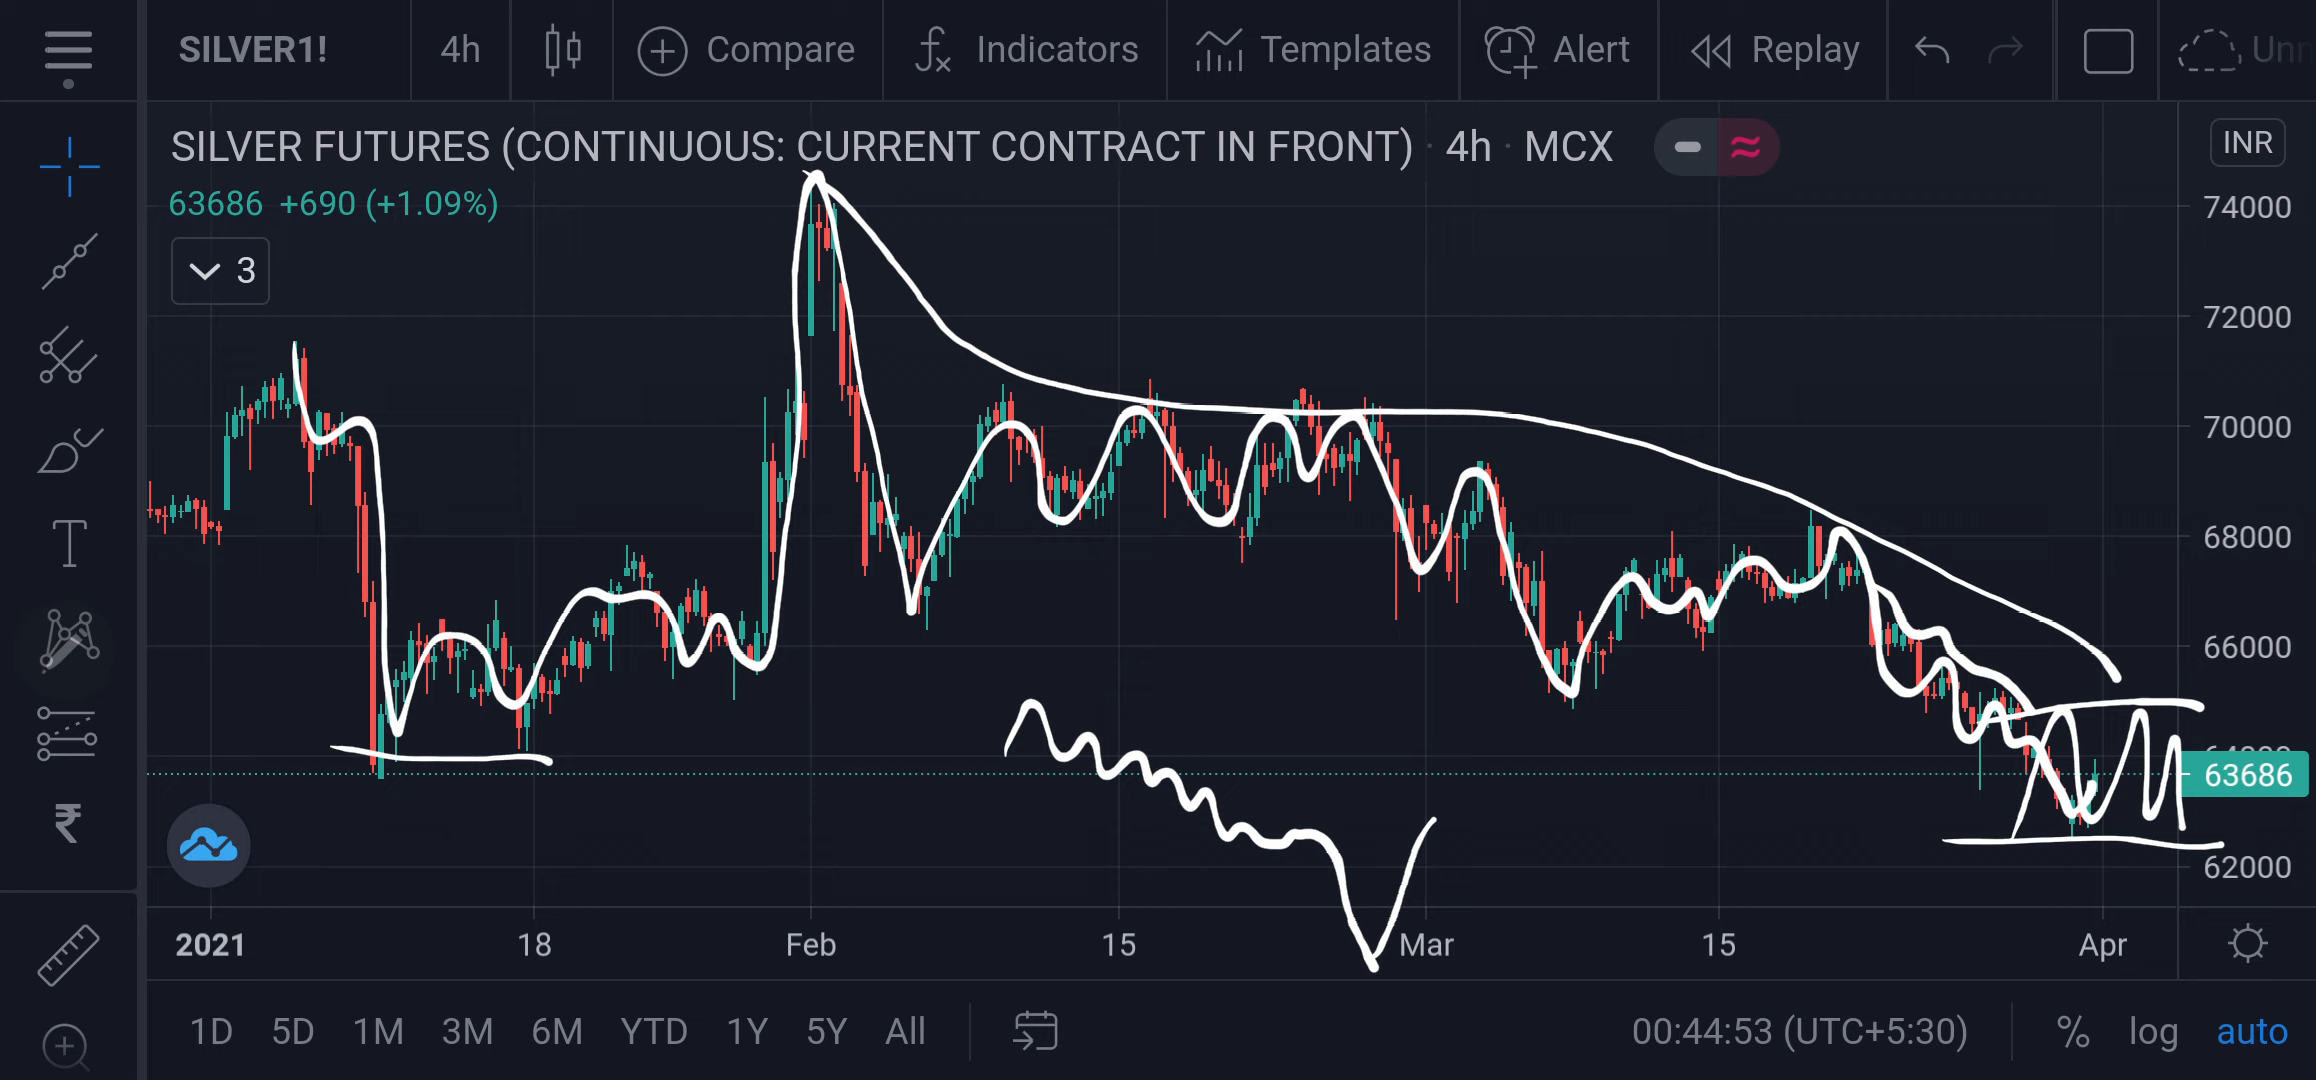 SILVER1! 4h Compare Indicators Templates Alert Replay
SILVER FUTURES (CONTINUOUS: CURRENT CONTRACT IN FRONT) · 4h · MCX
INR
63686 +690 (+1.09%)
3
74000
72000
70000
68000
66000
63686
62000
2021 18 Feb 15 Mar 15 Apr
1D 5D 1M 3M 6M YTD 1Y 5Y All 00:44:53 (UTC+5:30) % log auto